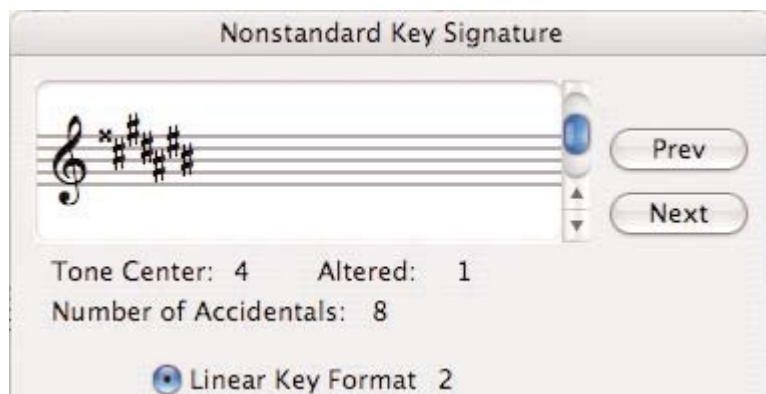 Nonstandard Key Signature
Prev
Next
Tone Center: 4 Altered: 1
Number of Accidentals: 8
Linear Key Format 2